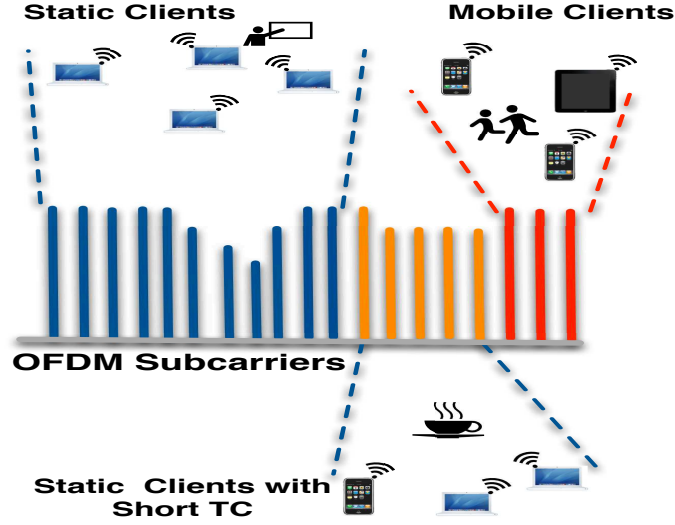 Static Clients
Mobile Clients
OFDM Subcarriers
Static Clients with
Short TC